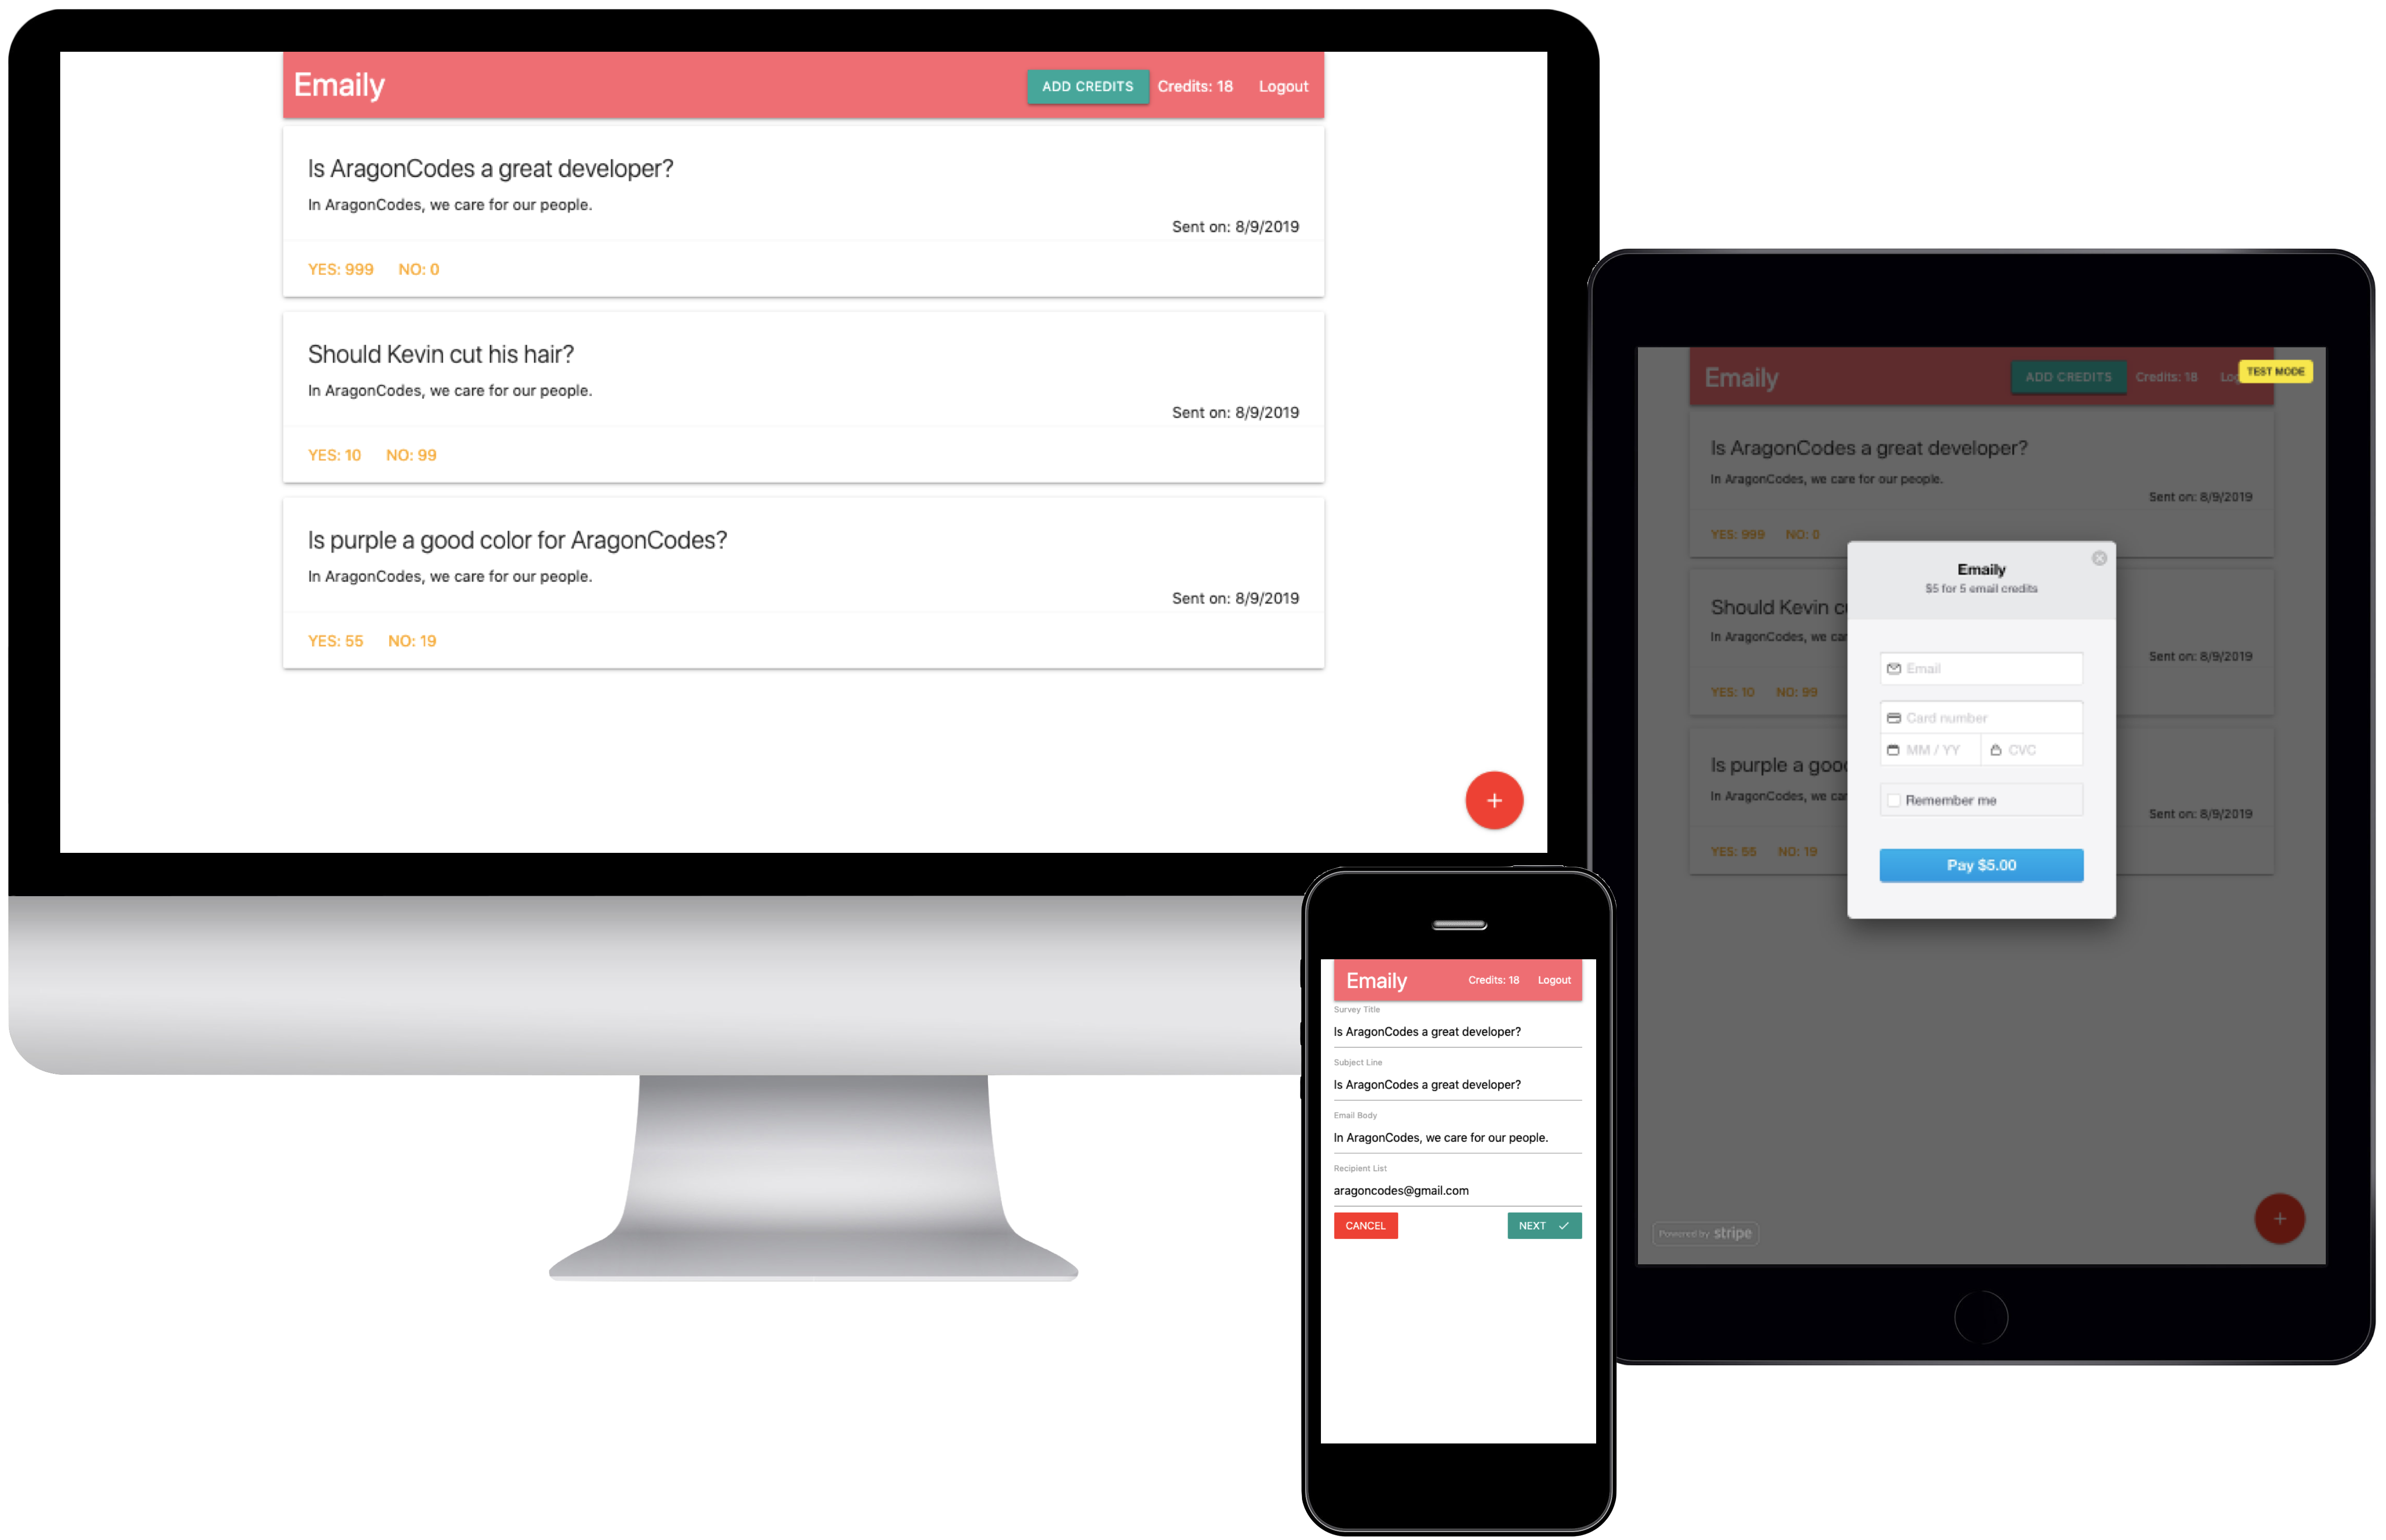 Emaily
ADD CREDITS Credits: 18 Logout
Is AragonCodes a great developer?
In AragonCodes, we care for our people.
Sent on: 8/9/2019
YES: 999 NO: 0
Should Kevin cut his hair?
In AragonCodes, we care for our people.
Sent on: 8/9/2019
YES: 10 NO: 99
Is purple a good color for AragonCodes?
In AragonCodes, we care for our people.
Sent on: 8/9/2019
YES: 55 NO: 19
+
Emaily
ADD CREDITS Credits: 18
TEST MODE
Is AragonCodes a great developer?
In AragonCodes, we care for our people.
Sent on: 8/9/2019
YES: 999 NO: 0
Should Kevin
In AragonCodes, we
Sent on: 8/9/2019
YES: 10 NO: 99
Is purple a
In AragonCodes, we
Sent on: 8/9/2019
YES: 55 NO: 19
Emaily
$5 for 5 email credits
Email
Card number
MM / YY CVC
Remember me
Pay $5.00
Powered by stripe
+
Emaily
Credits: 18 Logout
Survey Title
Is AragonCodes a great developer?
Subject Line
Is AragonCodes a great developer?
Email Body
In AragonCodes, we care for our people.
Recipient List
aragoncodes@gmail.com
CANCEL NEXT